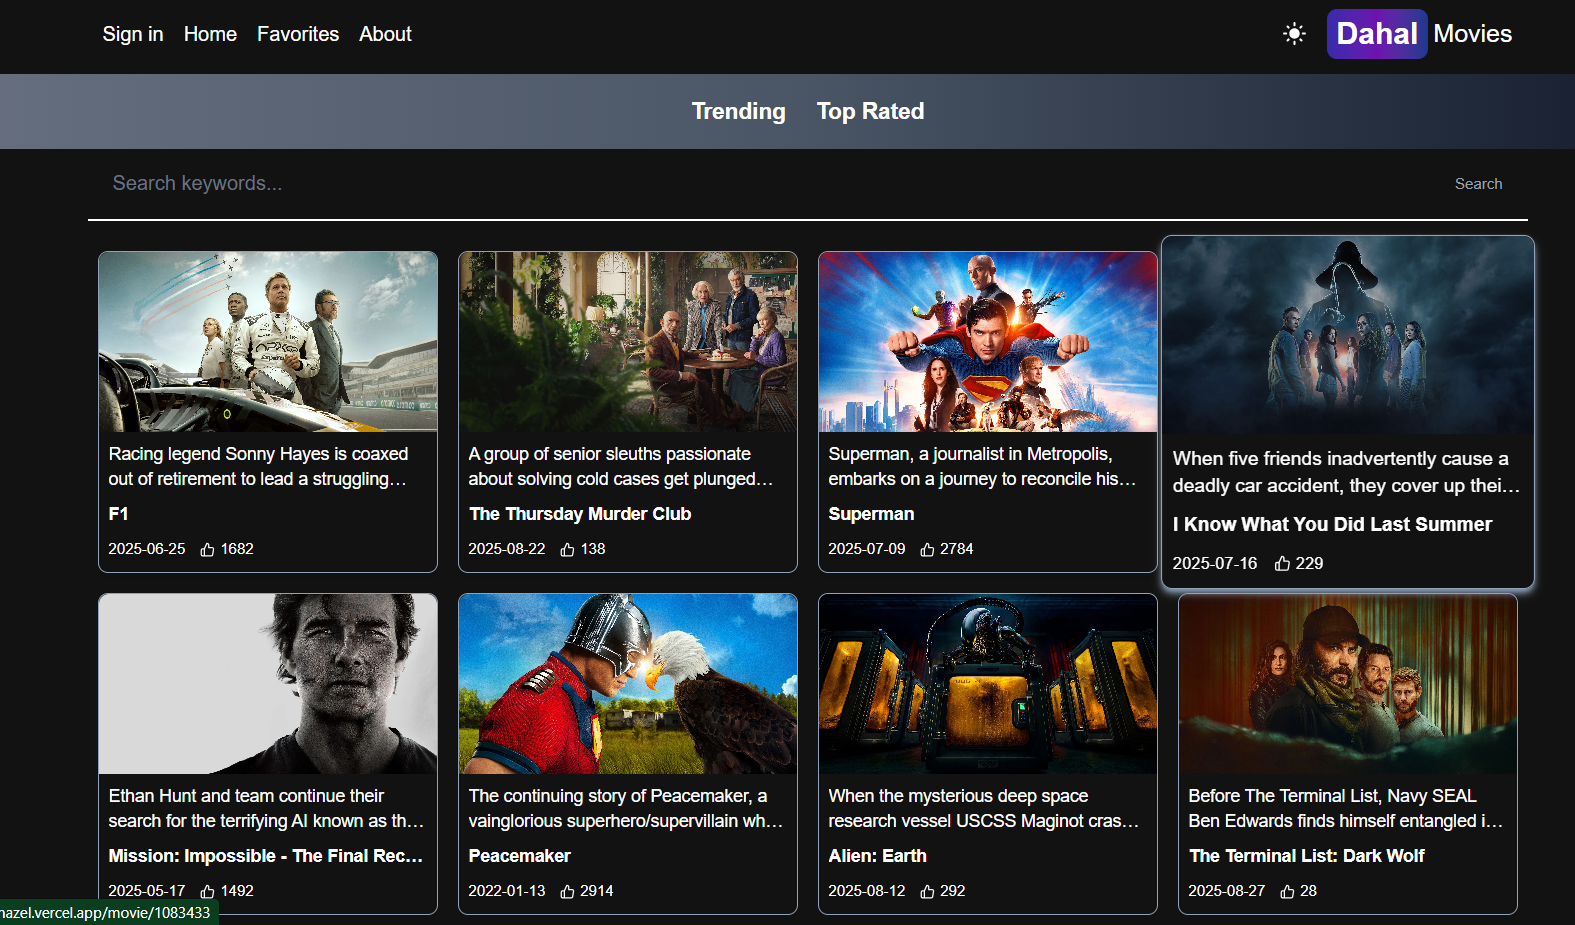 Sign in Home Favorites About
Dahal Movies
Trending Top Rated
Search keywords...
Search
Racing legend Sonny Hayes is coaxed
out of retirement to lead a struggling…
F1
2025-06-25 1682
A group of senior sleuths passionate
about solving cold cases get plunged…
The Thursday Murder Club
2025-08-22 138
Superman, a journalist in Metropolis,
embarks on a journey to reconcile his…
Superman
2025-07-09 2784
When five friends inadvertently cause a
deadly car accident, they cover up thei…
I Know What You Did Last Summer
2025-07-16 229
Ethan Hunt and team continue their
search for the terrifying AI known as th…
Mission: Impossible - The Final Rec…
2025-05-17 1492
The continuing story of Peacemaker, a
vainglorious superhero/supervillain wh…
Peacemaker
2022-01-13 2914
When the mysterious deep space
research vessel USCSS Maginot cras…
Alien: Earth
2025-08-12 292
Before The Terminal List, Navy SEAL
Ben Edwards finds himself entangled i…
The Terminal List: Dark Wolf
2025-08-27 28
nazel.vercel.app/movie/1083433